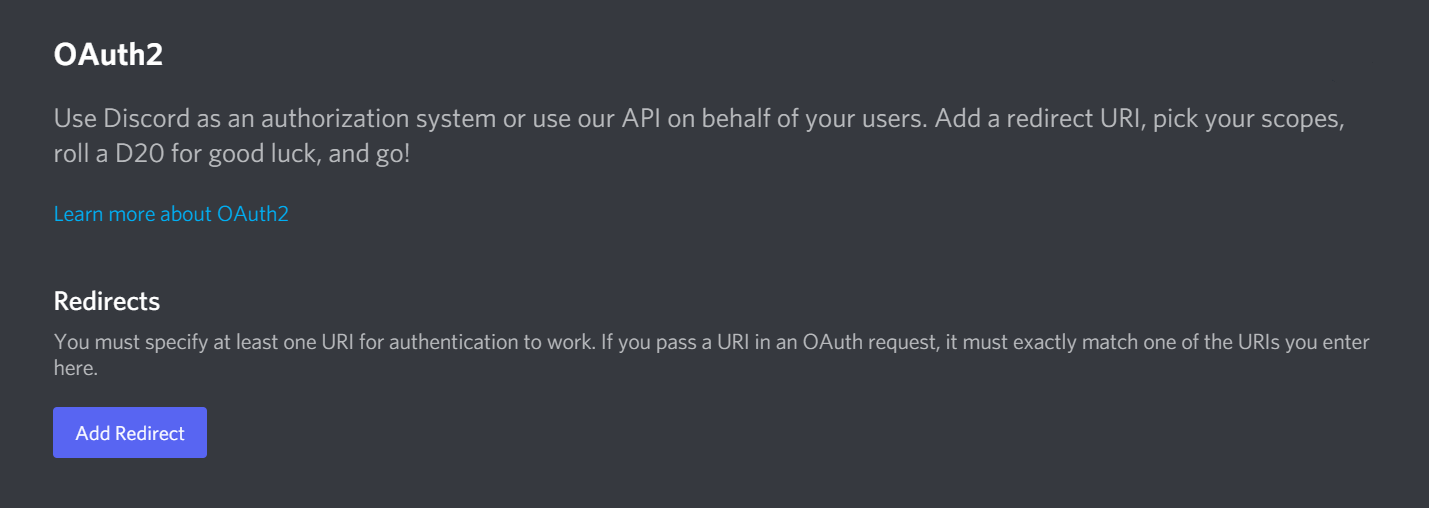 OAuth2
Use Discord as an authorization system or use our API on behalf of your users. Add a redirect URI, pick your scopes,
roll a D20 for good luck, and go!
Learn more about OAuth2
Redirects
You must specify at least one URI for authentication to work. If you pass a URI in an OAuth request, it must exactly match one of the URIs you enter
here.
Add Redirect